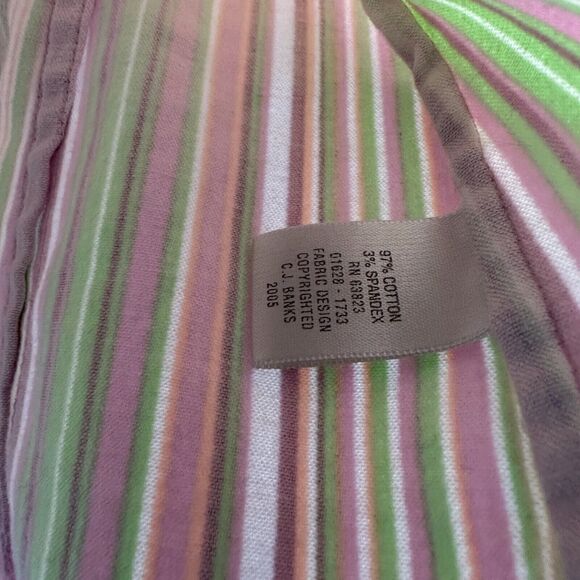 97% COTTON
3% SPANDEX
RN 63823
01628 - 1733
FABRIC DESIGN
COPYRIGHTED
C.J. BANKS
2005